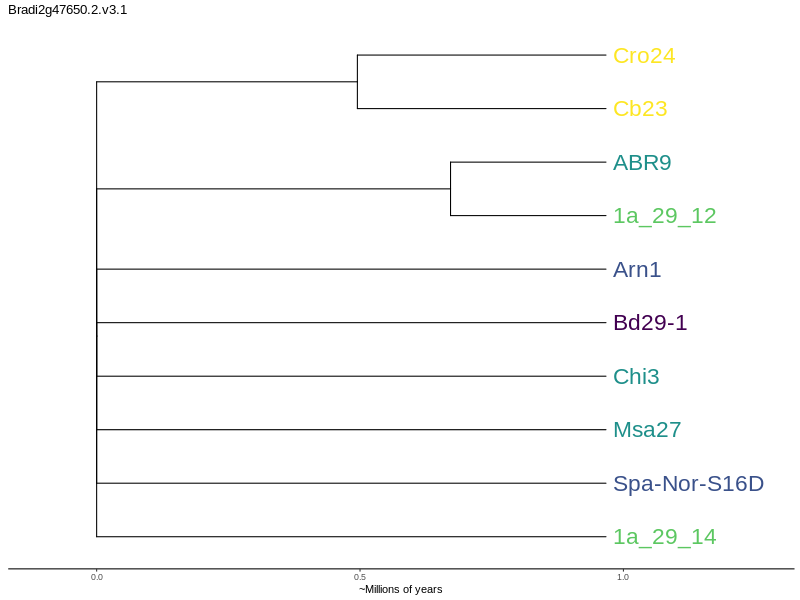 Bradi2g47650.2.v3.1
Cro24
Cb23
ABR9
1a_29_12
Arn1
Bd29-1
Chi3
Msa27
Spa-Nor-S16D
1a_29_14
0.0 0.5 1.0
~Millions of years